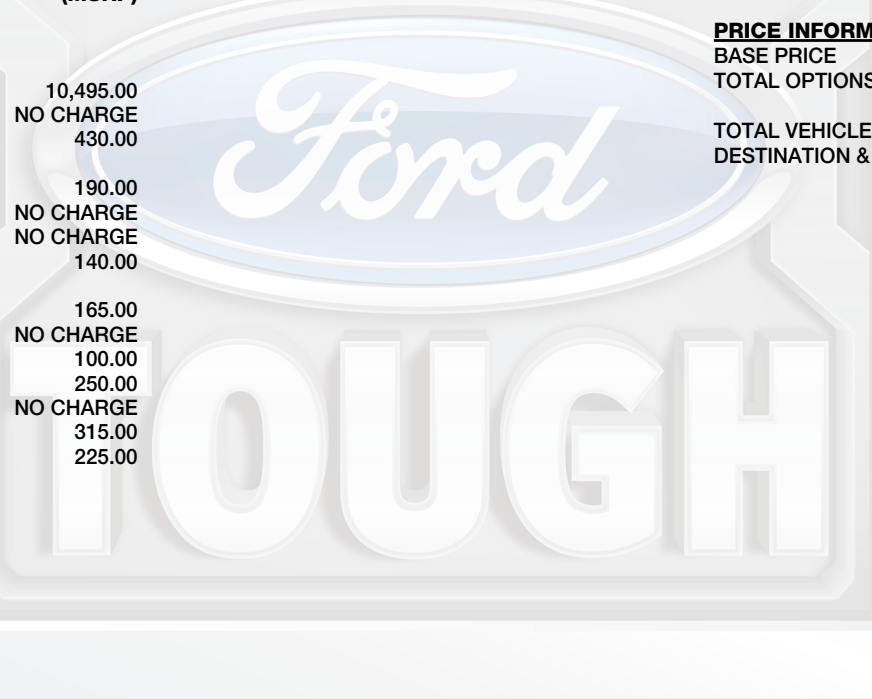 10,495.00
NO CHARGE
430.00
190.00
NO CHARGE
NO CHARGE
140.00
165.00
NO CHARGE
100.00
250.00
NO CHARGE
315.00
225.00
PRICE INFORM
BASE PRICE
TOTAL OPTIONS
TOTAL VEHICLE
DESTINATION &
Ford
TOUGH